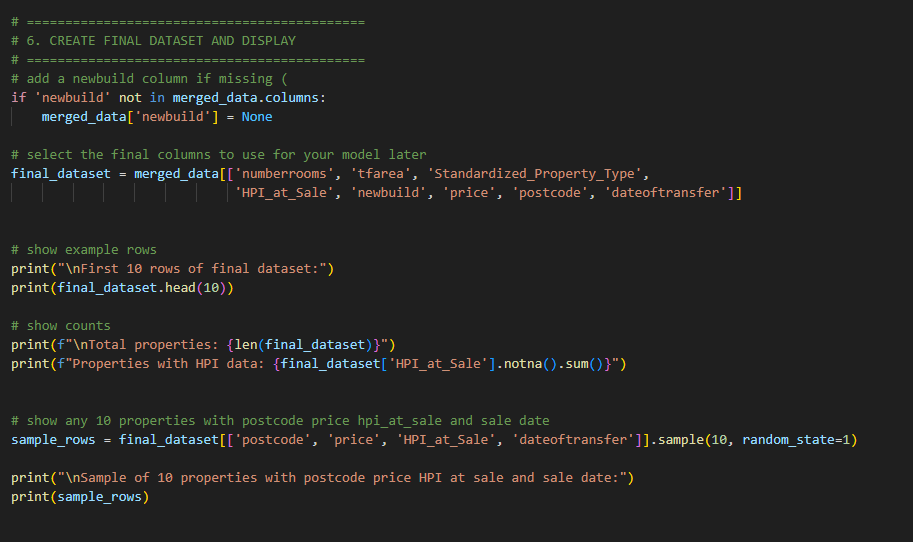 # ============================================
# 6. CREATE FINAL DATASET AND DISPLAY
# ============================================
# add a newbuild column if missing (
if 'newbuild' not in merged_data.columns:
    merged_data['newbuild'] = None

# select the final columns to use for your model later
final_dataset = merged_data[['numberrooms', 'tfarea', 'Standardized_Property_Type',
                             'HPI_at_Sale', 'newbuild', 'price', 'postcode', 'dateoftransfer']]


# show example rows
print("\nFirst 10 rows of final dataset:")
print(final_dataset.head(10))

# show counts
print(f"\nTotal properties: {len(final_dataset)}")
print(f"Properties with HPI data: {final_dataset['HPI_at_Sale'].notna().sum()}")


# show any 10 properties with postcode price hpi_at_sale and sale date
sample_rows = final_dataset[['postcode', 'price', 'HPI_at_Sale', 'dateoftransfer']].sample(10, random_state=1)

print("\nSample of 10 properties with postcode price HPI at sale and sale date:")
print(sample_rows)